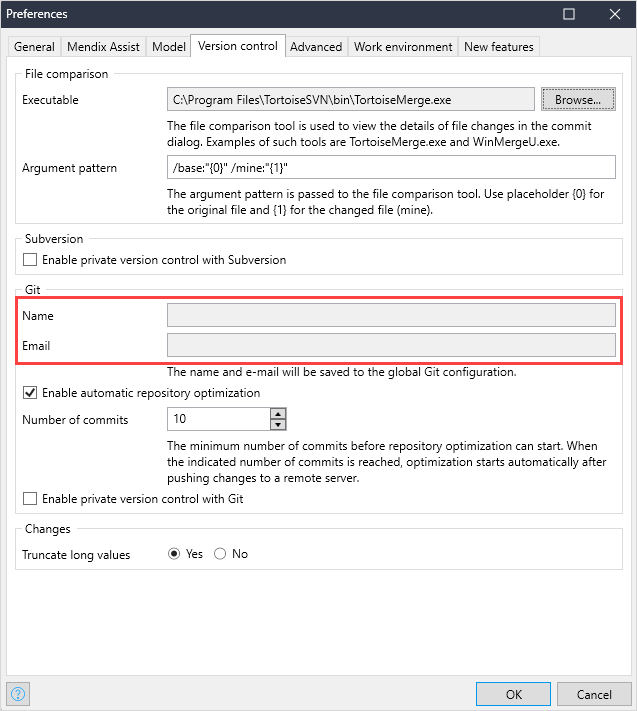 Preferences
General Mendix Assist Model Version control Advanced Work environment New features
File comparison
Executable C:\Program Files\TortoiseSVN\bin\TortoiseMerge.exe Browse...
The file comparison tool is used to view the details of file changes in the commit
dialog. Examples of such tools are TortoiseMerge.exe and WinMergeU.exe.
Argument pattern /base:"{0}" /mine:"{1}"
The argument pattern is passed to the file comparison tool. Use placeholder {0} for
the original file and {1} for the changed file (mine).
Subversion
Enable private version control with Subversion
Git
Name
Email
The name and e-mail will be saved to the global Git configuration.
Enable automatic repository optimization
Number of commits 10
The minimum number of commits before repository optimization can start. When
the indicated number of commits is reached, optimization starts automatically after
pushing changes to a remote server.
Enable private version control with Git
Changes
Truncate long values Yes No
? OK Cancel